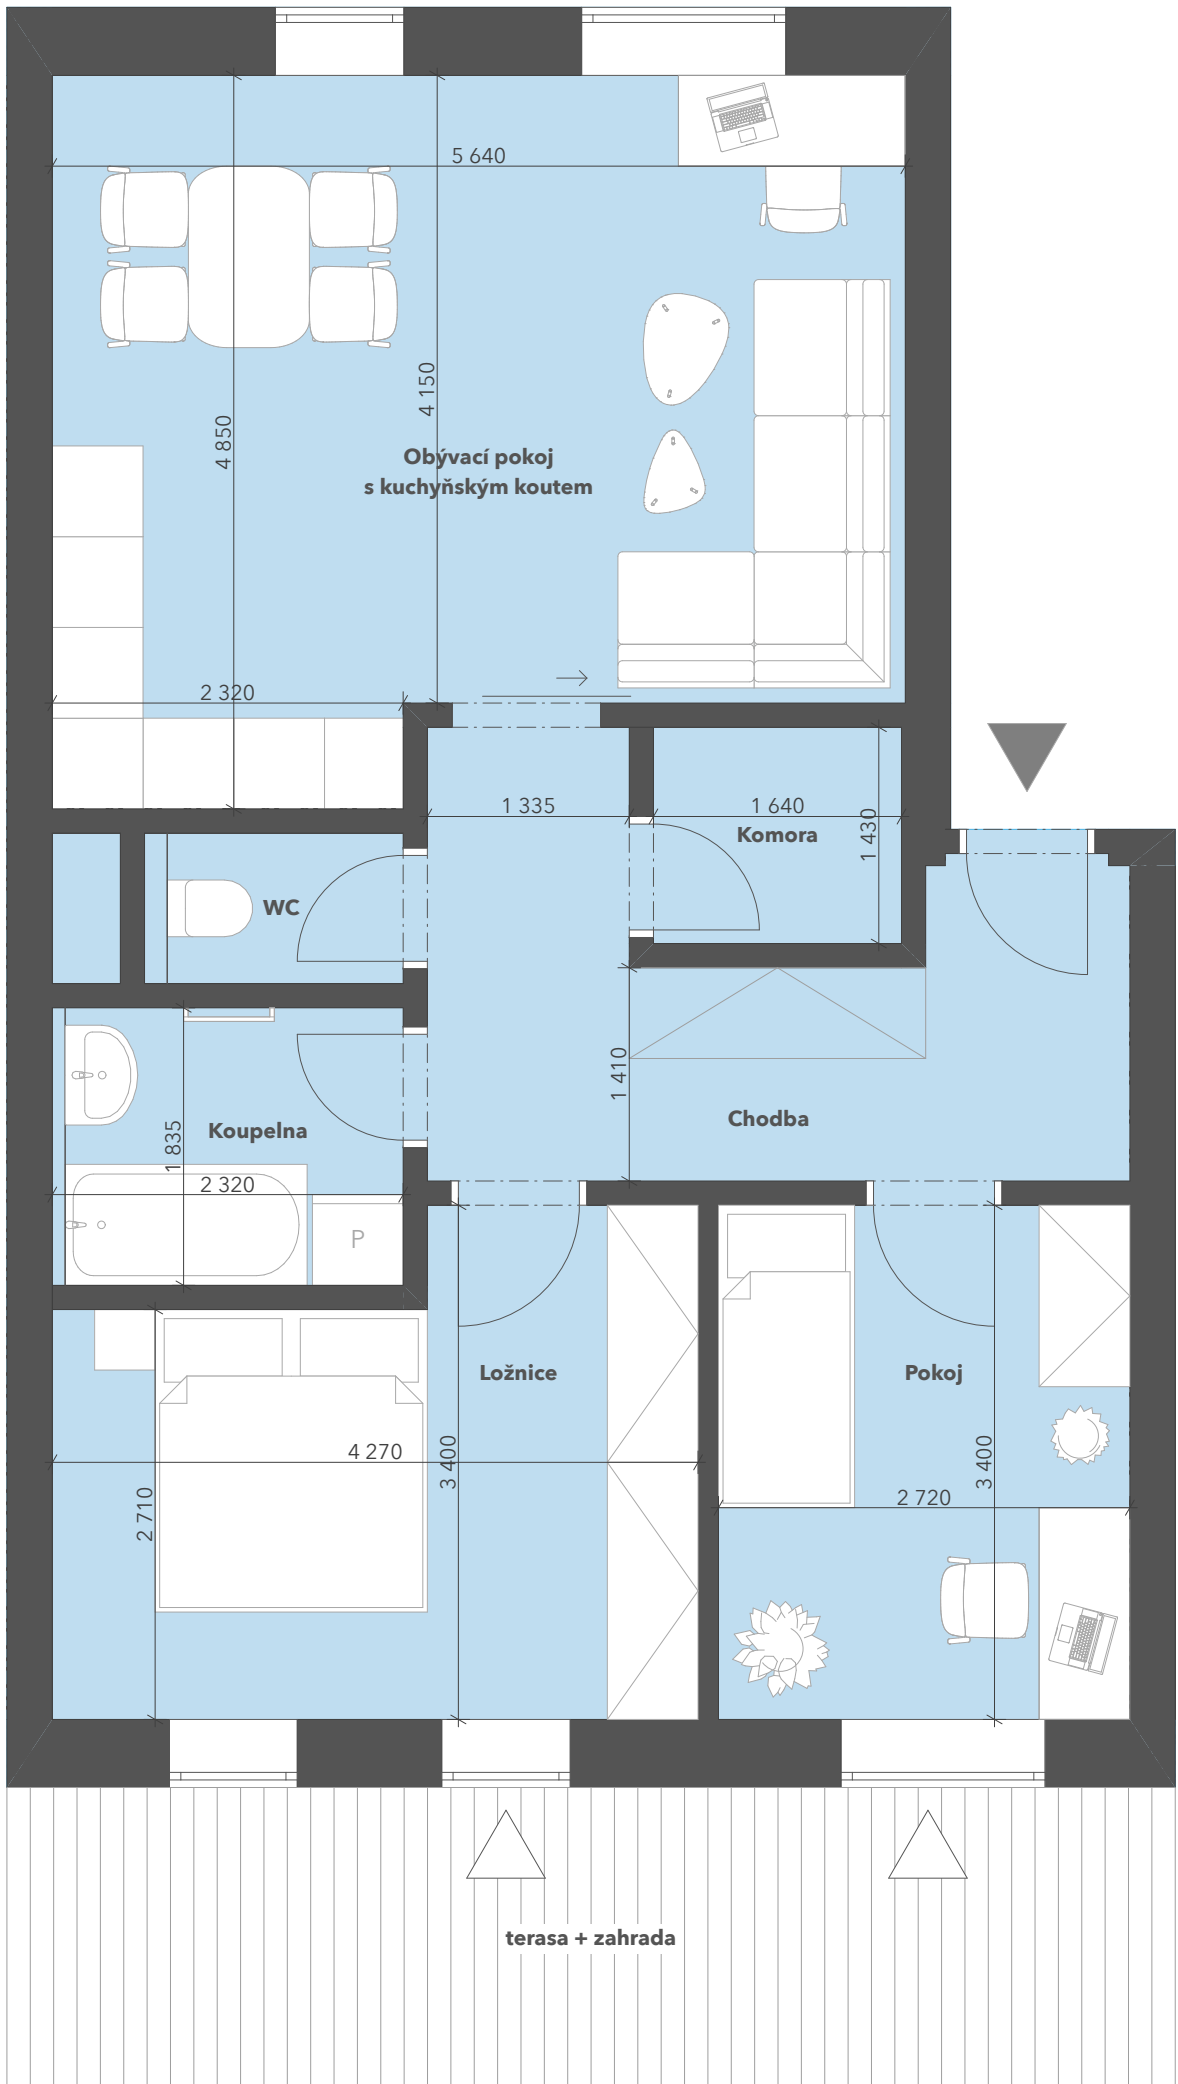 5 640
4 150
4 850
Obývací pokoj
s kuchyňským koutem
2 320
1 335
1 640
1 430
Komora
WC
1 410
Chodba
1 835
Koupelna
2 320
P
Ložnice
Pokoj
4 270
3 400
3 400
2 710
2 720
terasa + zahrada